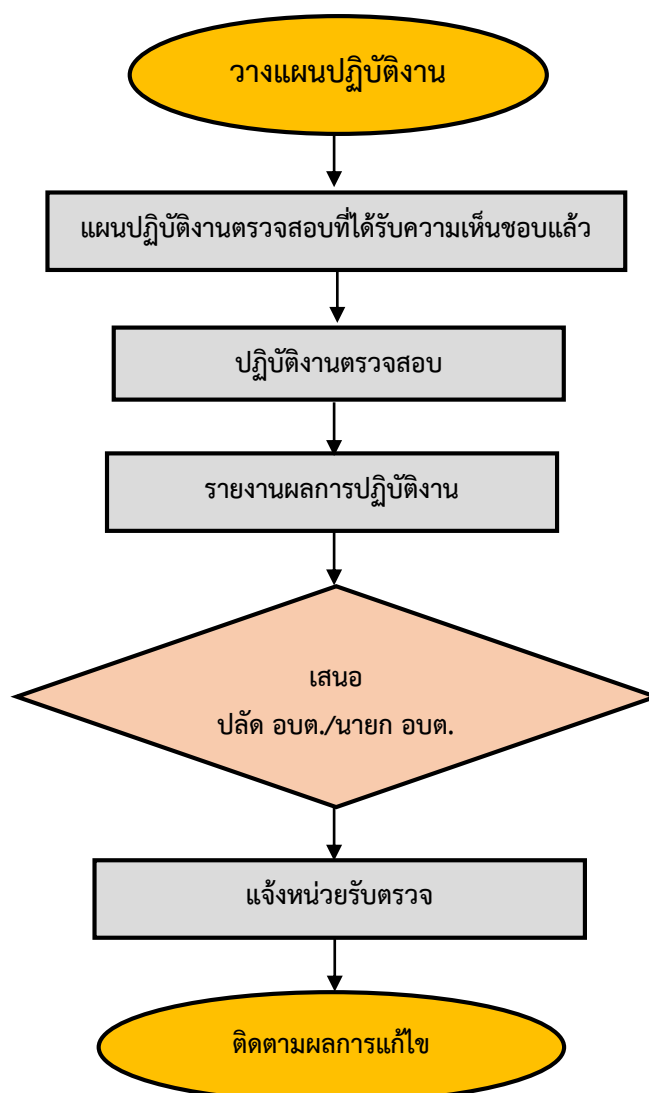 วางแผนปฏิบัติงาน
แผนปฏิบัติงานตรวจสอบที่ได้รับความเห็นชอบแล้ว
ปฏิบัติงานตรวจสอบ
รายงานผลการปฏิบัติงาน
เสนอ
ปลัด อบต./นายก อบต.
แจ้งหน่วยรับตรวจ
ติดตามผลการแก้ไข